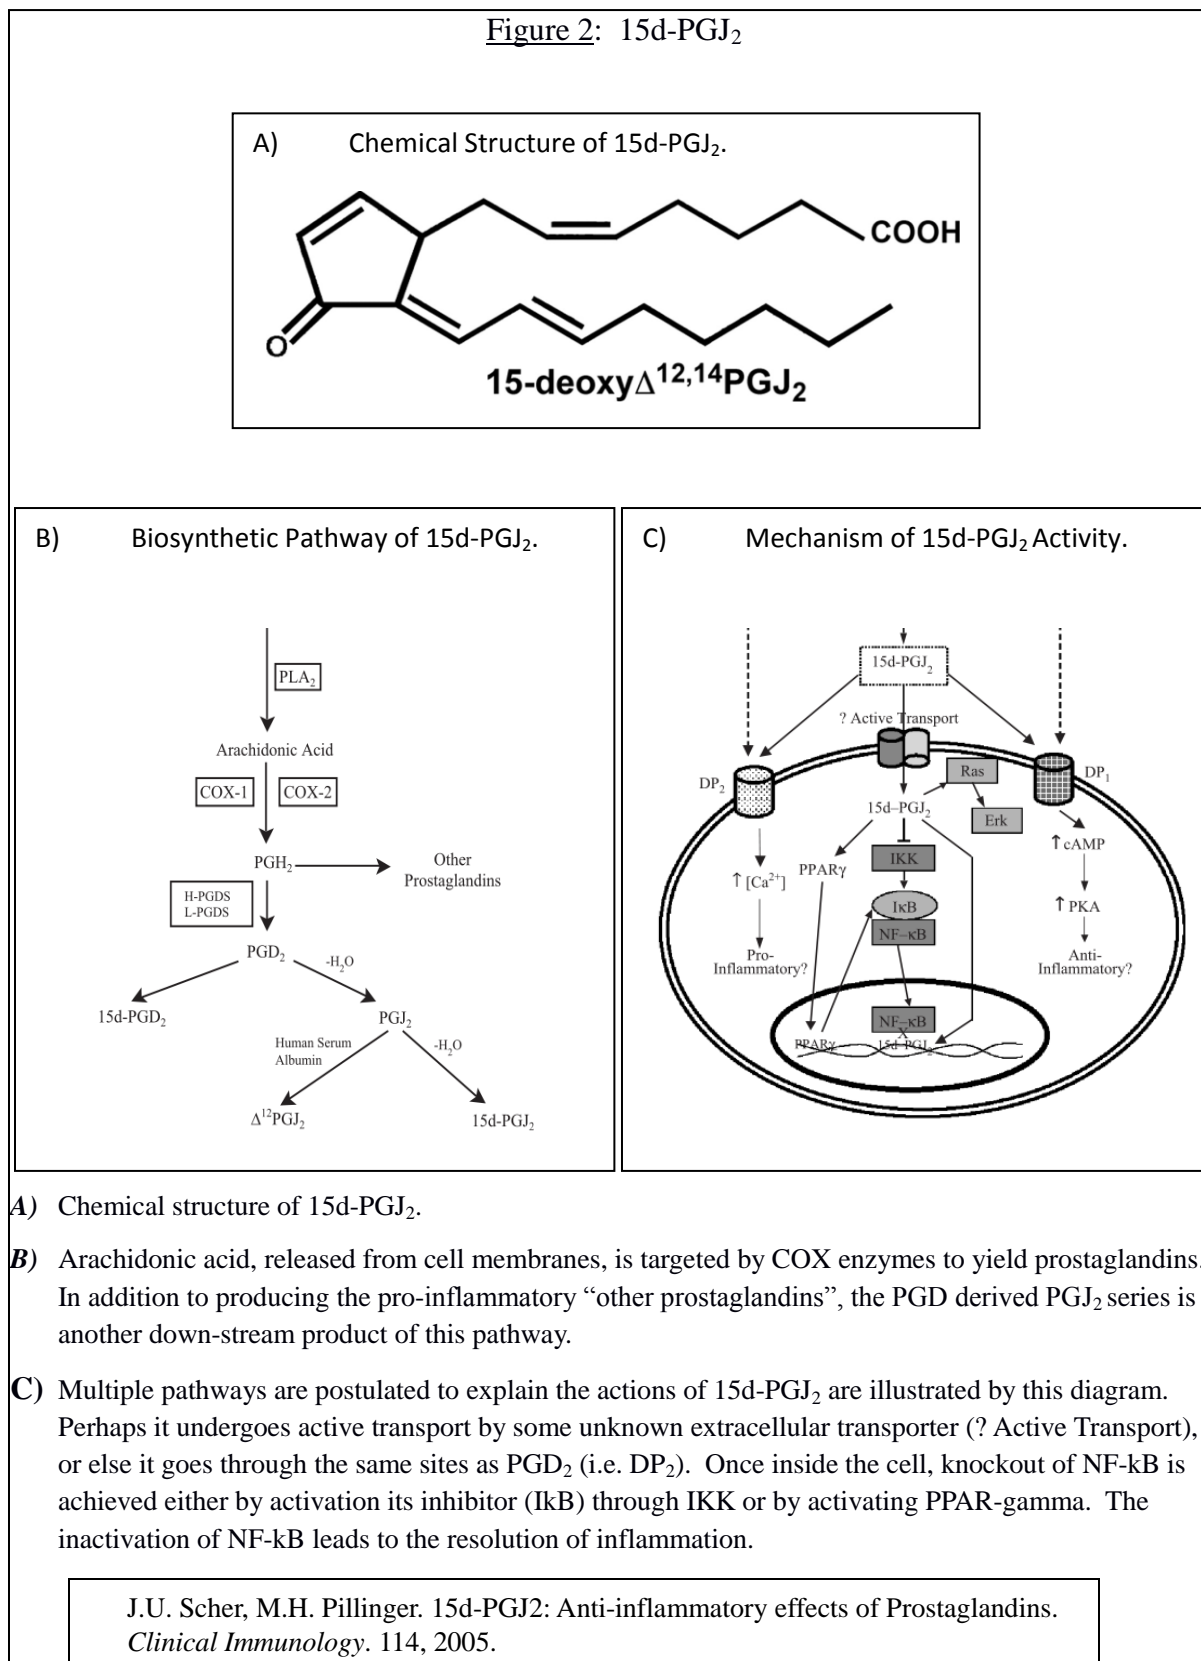 Figure 2: 15d-PGJ₂
A) Chemical Structure of 15d-PGJ₂.
COOH
O
15-deoxyΔ¹²,¹⁴PGJ₂
B) Biosynthetic Pathway of 15d-PGJ₂.
PLA₂
Arachidonic Acid
COX-1
COX-2
PGH₂
Other
Prostaglandins
H-PGDS
L-PGDS
PGD₂
-H₂O
15d-PGD₂
PGJ₂
Human Serum
Albumin
-H₂O
Δ¹²PGJ₂
15d-PGJ₂
C) Mechanism of 15d-PGJ₂ Activity.
15d-PGJ₂
? Active Transport
DP₂
Ras
DP₁
15d–PGJ₂
Erk
↑cAMP
IKK
PPARγ
↑[Ca²⁺]
IκB
↑PKA
NF–κB
Pro-
Inflammatory?
Anti-
Inflammatory?
NF–κB
X
PPARγ
15d–PGJ₂
A) Chemical structure of 15d-PGJ₂.
B) Arachidonic acid, released from cell membranes, is targeted by COX enzymes to yield prostaglandins.
In addition to producing the pro-inflammatory “other prostaglandins”, the PGD derived PGJ₂ series is
another down-stream product of this pathway.
C) Multiple pathways are postulated to explain the actions of 15d-PGJ₂ are illustrated by this diagram.
Perhaps it undergoes active transport by some unknown extracellular transporter (? Active Transport),
or else it goes through the same sites as PGD₂ (i.e. DP₂). Once inside the cell, knockout of NF-kB is
achieved either by activation its inhibitor (IkB) through IKK or by activating PPAR-gamma. The
inactivation of NF-kB leads to the resolution of inflammation.
J.U. Scher, M.H. Pillinger. 15d-PGJ2: Anti-inflammatory effects of Prostaglandins.
Clinical Immunology. 114, 2005.